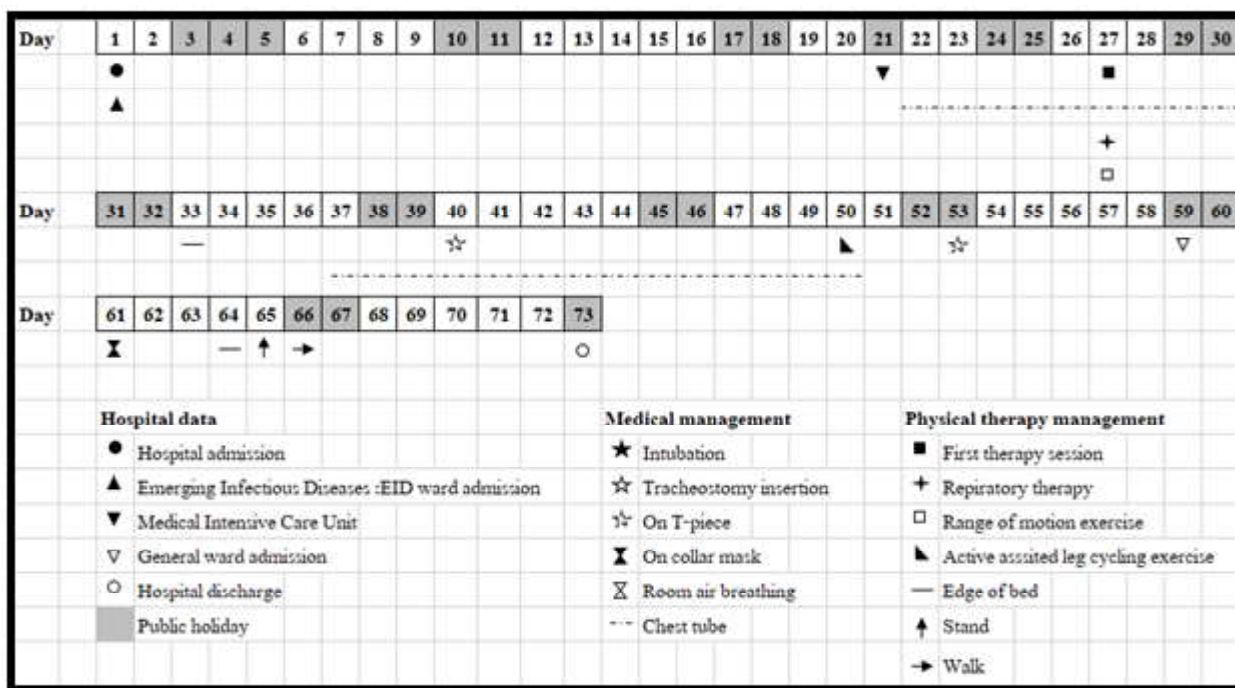 Day 1 2 3 4 5 6 7 8 9 10 11 12 13 14 15 16 17 18 19 20 21 22 23 24 25 26 27 28 29 30
Day 31 32 33 34 35 36 37 38 39 40 41 42 43 44 45 46 47 48 49 50 51 52 53 54 55 56 57 58 59 60
Day 61 62 63 64 65 66 67 68 69 70 71 72 73
Hospital data Medical management Physical therapy management
Hospital admission Intubation First therapy session
Emerging Infectious Diseases :EID ward admission Tracheostomy insertion Repiratory therapy
Medical Intensive Care Unit On T-piece Range of motion exercise
General ward admission On collar mask Active asssited leg cycling exercise
Hospital discharge Room air breathing Edge of bed
Public holiday Chest tube Stand
Walk